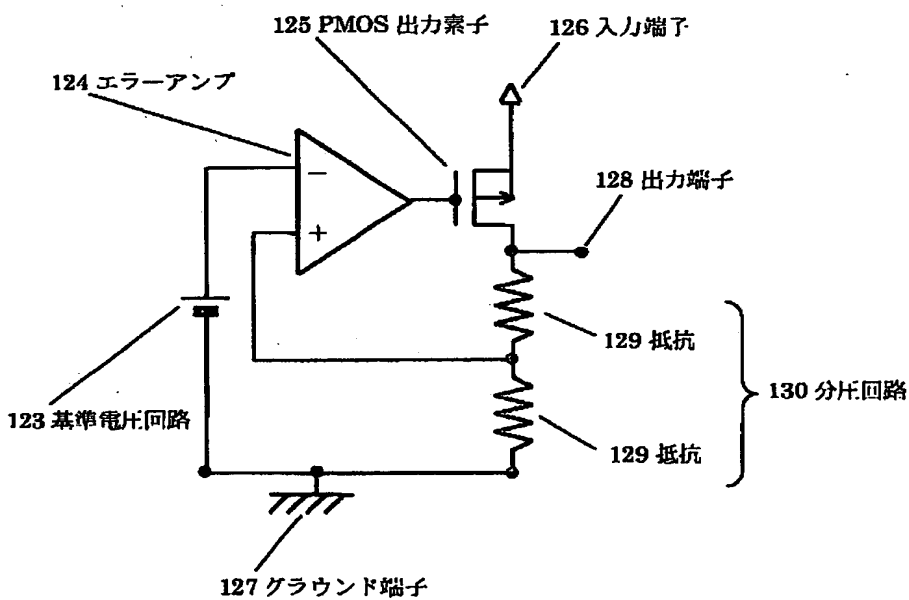 125 PMOS 出力素子
126 入力端子
124 エラーアンプ
128 出力端子
−
+
129 抵抗
130 分圧回路
123 基準電圧回路
129 抵抗
127 グラウンド端子